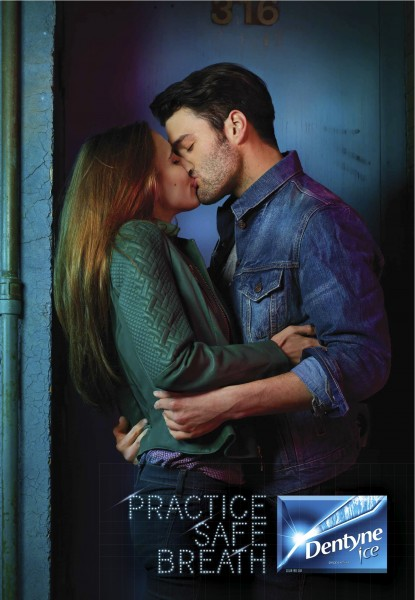 316
PRACTICE
SAFE
BREATH
Dentyne
ice